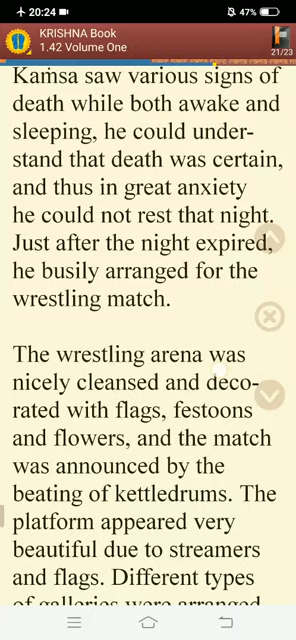 20:24
47%
KRISHNA Book
1.42 Volume One
21/23
Kaṁsa saw various signs of
death while both awake and
sleeping, he could under-
stand that death was certain,
and thus in great anxiety
he could not rest that night.
Just after the night expired,
he busily arranged for the
wrestling match.
The wrestling arena was
nicely cleansed and deco-
rated with flags, festoons
and flowers, and the match
was announced by the
beating of kettledrums. The
platform appeared very
beautiful due to streamers
and flags. Different types
of galleries were arranged